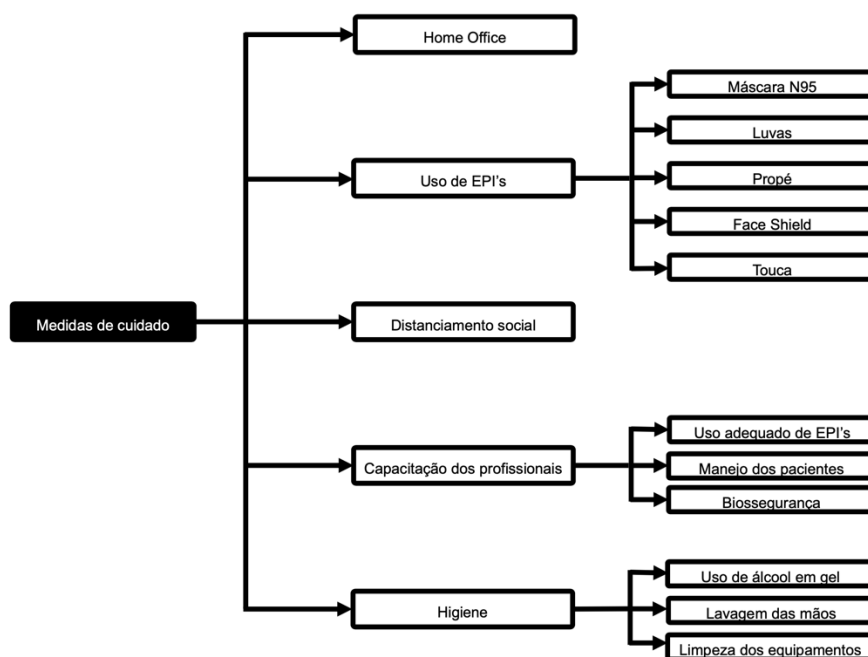 Home Office
Máscara N95
Luvas
Uso de EPI's
Propé
Face Shield
Touca
Medidas de cuidado
Distanciamento social
Uso adequado de EPI's
Capacitação dos profissionais
Manejo dos pacientes
Biossegurança
Uso de álcool em gel
Higiene
Lavagem das mãos
Limpeza dos equipamentos